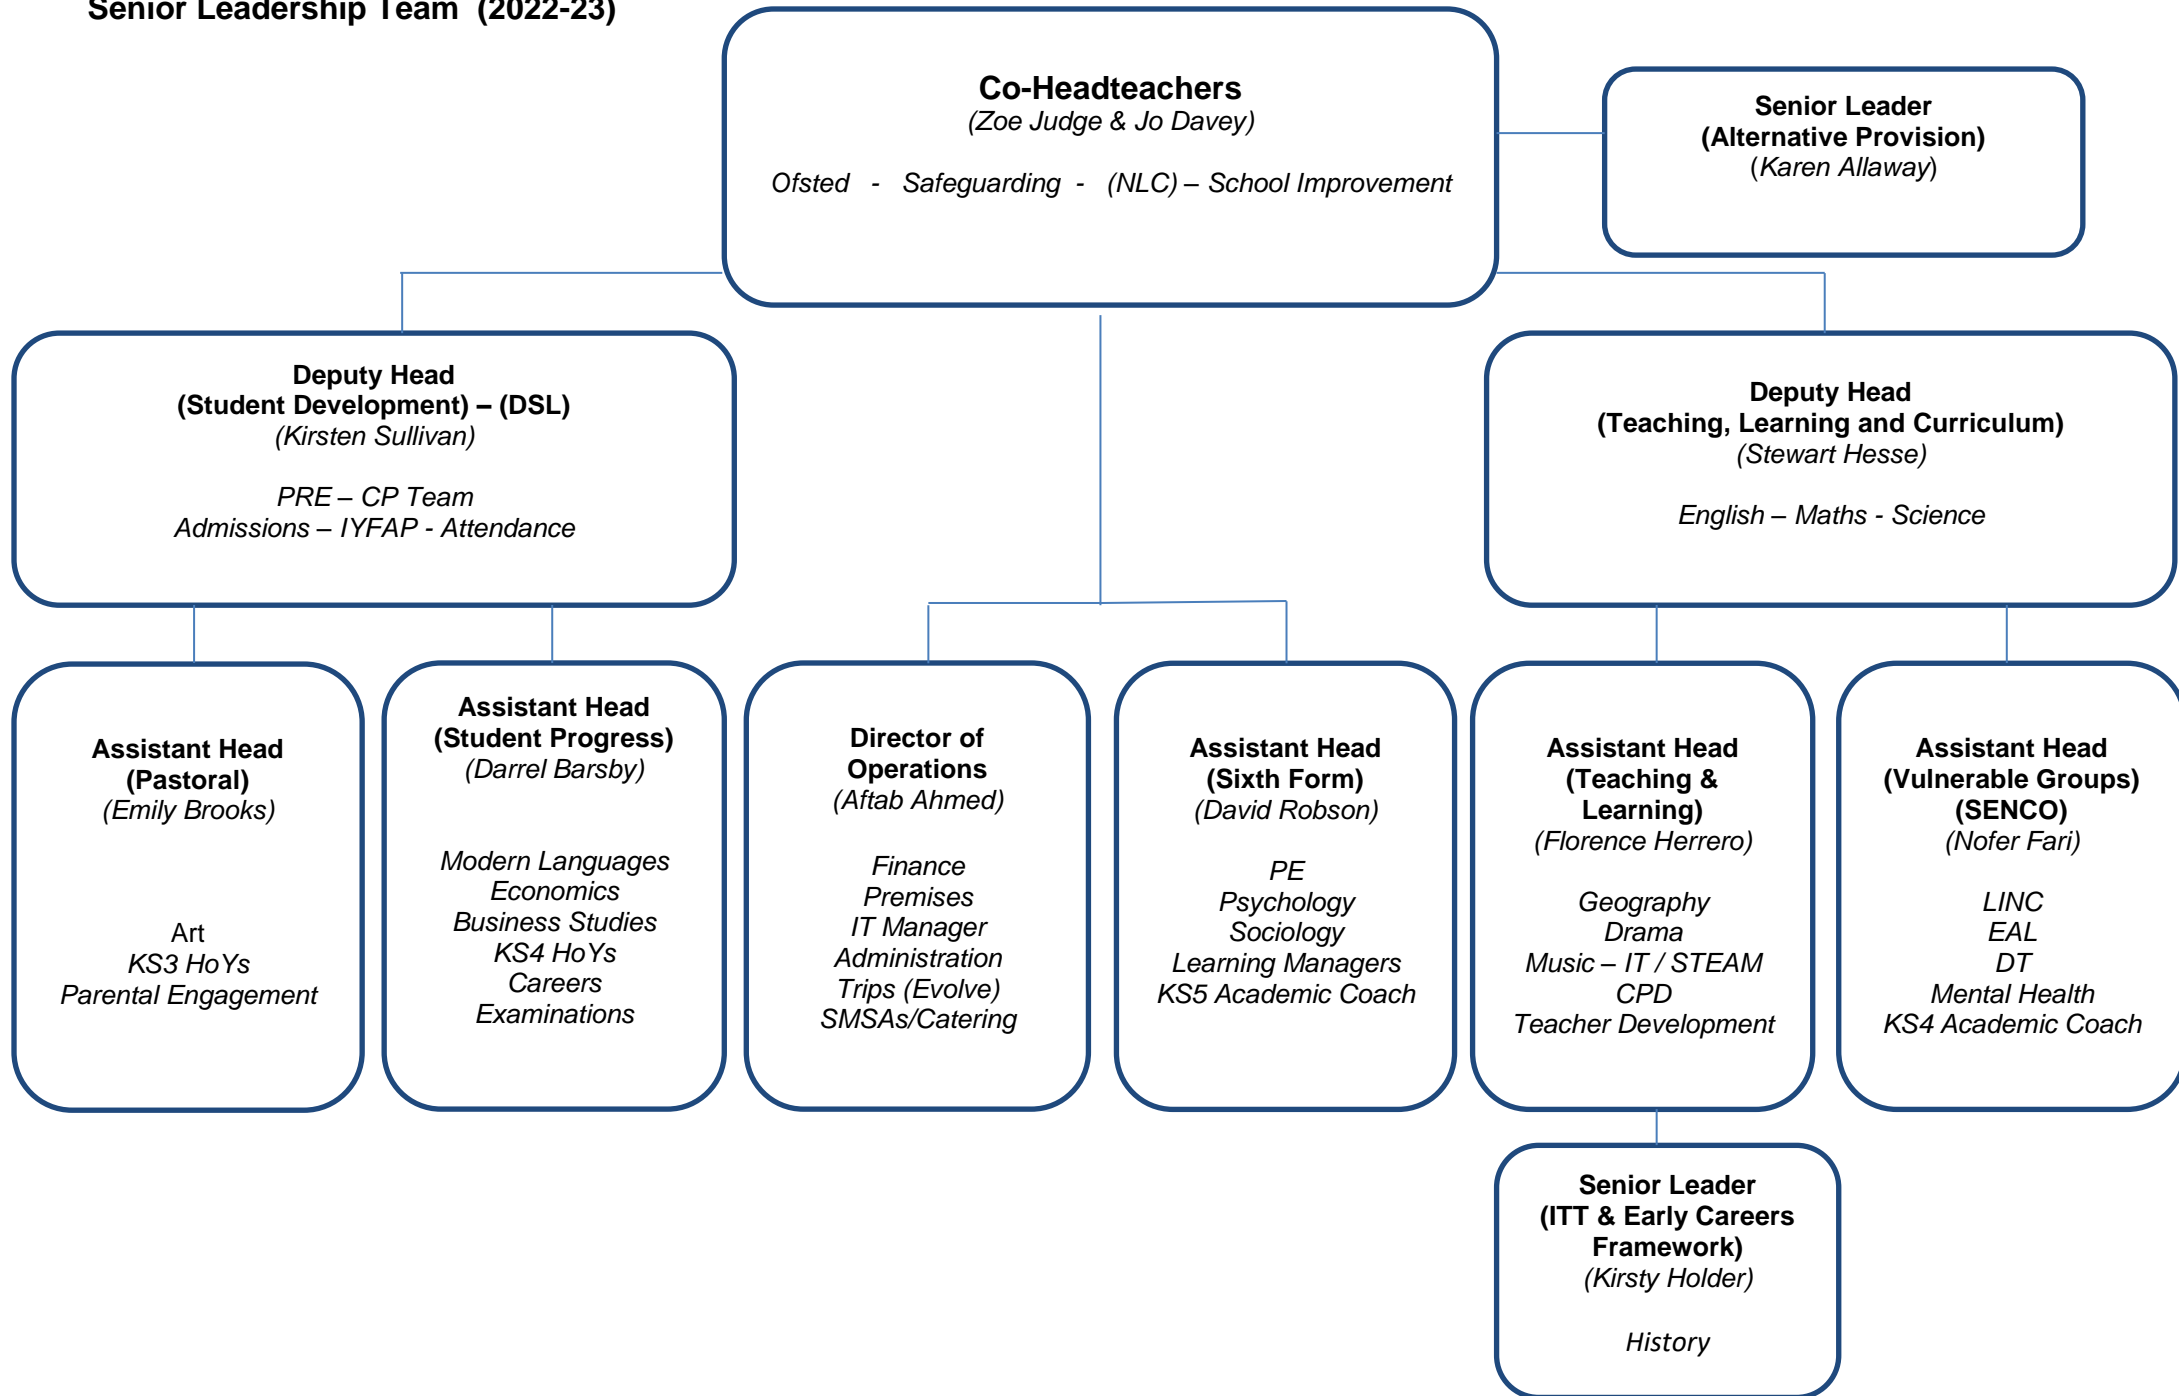 Senior Leadership Team (2022-23)
Co-Headteachers
(Zoe Judge & Jo Davey)
Ofsted - Safeguarding - (NLC) – School Improvement
Senior Leader
(Alternative Provision)
(Karen Allaway)
Deputy Head
(Student Development) – (DSL)
(Kirsten Sullivan)
PRE – CP Team
Admissions – IYFAP - Attendance
Deputy Head
(Teaching, Learning and Curriculum)
(Stewart Hesse)
English – Maths - Science
Assistant Head
(Pastoral)
(Emily Brooks)
Art
KS3 HoYs
Parental Engagement
Assistant Head
(Student Progress)
(Darrel Barsby)
Modern Languages
Economics
Business Studies
KS4 HoYs
Careers
Examinations
Director of
Operations
(Aftab Ahmed)
Finance
Premises
IT Manager
Administration
Trips (Evolve)
SMSAs/Catering
Assistant Head
(Sixth Form)
(David Robson)
PE
Psychology
Sociology
Learning Managers
KS5 Academic Coach
Assistant Head
(Teaching &
Learning)
(Florence Herrero)
Geography
Drama
Music – IT / STEAM
CPD
Teacher Development
Assistant Head
(Vulnerable Groups)
(SENCO)
(Nofer Fari)
LINC
EAL
DT
Mental Health
KS4 Academic Coach
Senior Leader
(ITT & Early Careers
Framework)
(Kirsty Holder)
History